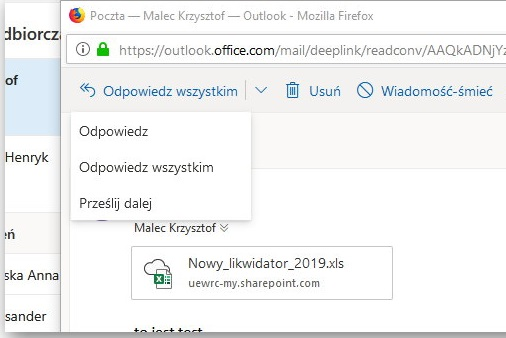 Poczta — Malec Krzysztof — Outlook - Mozilla Firefox
https://outlook.office.com/mail/deeplink/readconv/AAQkADNjYz
Odpowiedz wszystkim
Usuń
Wiadomość-śmieć
Odpowiedz
Odpowiedz wszystkim
Prześlij dalej
Malec Krzysztof
Nowy_likwidator_2019.xls
uewrc-my.sharepoint.com
to jest test
dbiorcza
of
Henryk
eń
ska Anna
sander